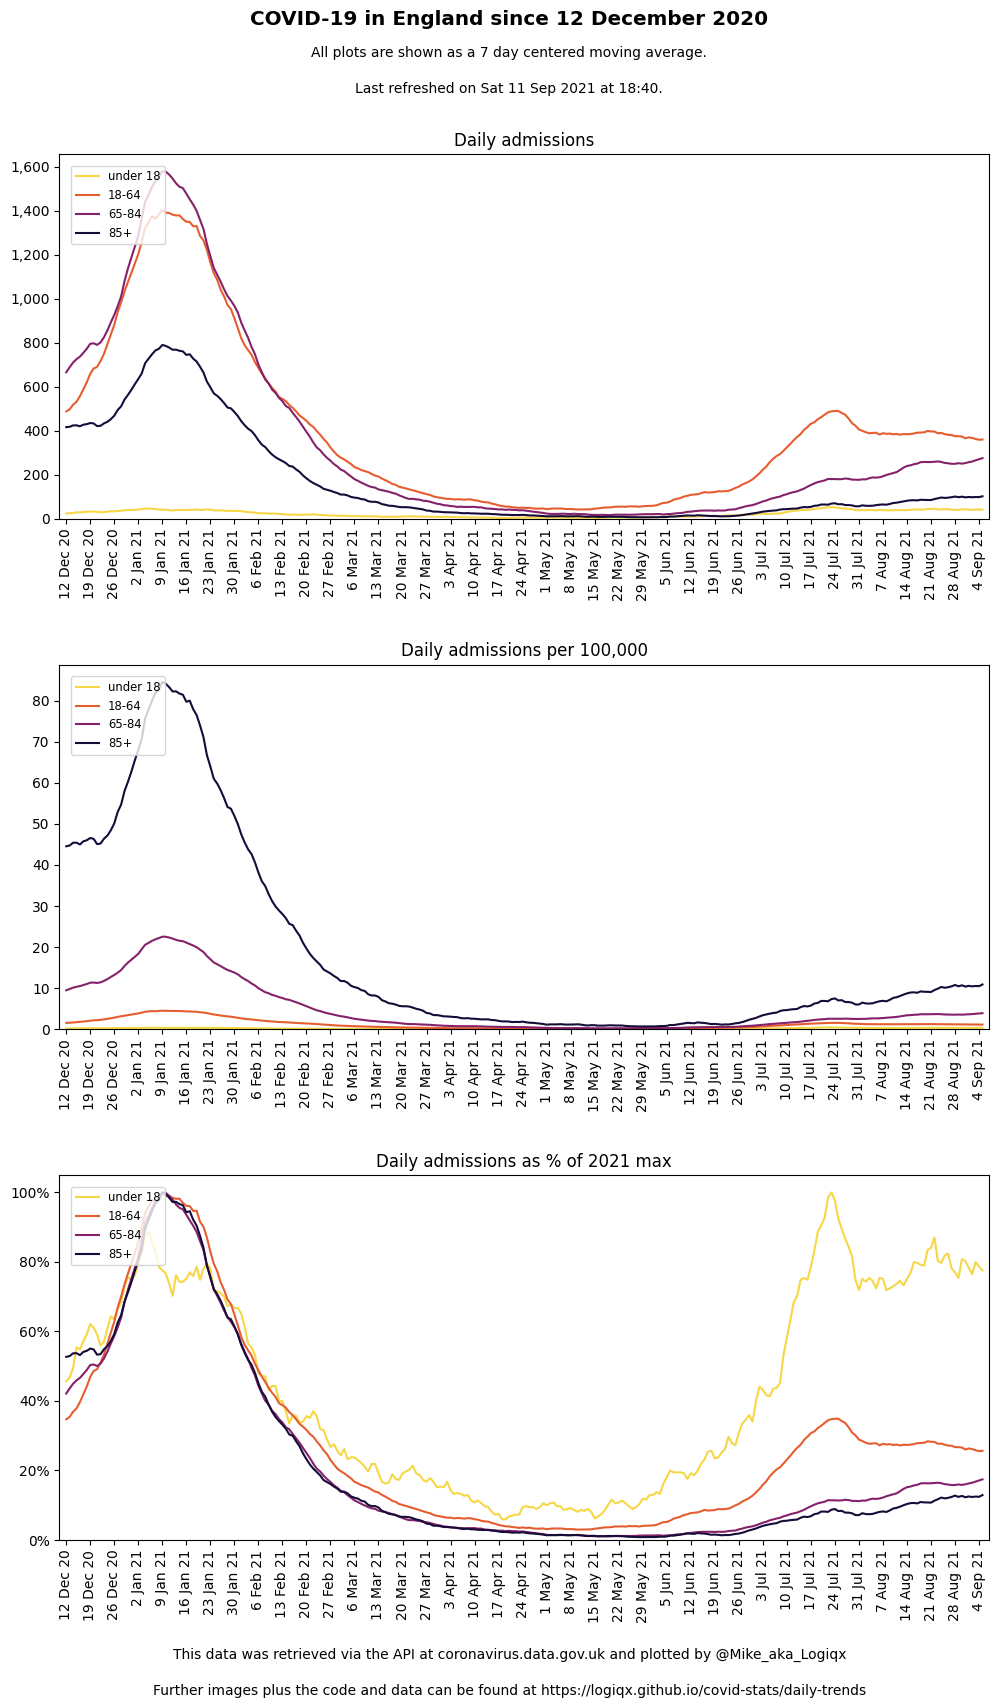 COVID-19 in England since 12 December 2020
All plots are shown as a 7 day centered moving average.
Last refreshed on Sat 11 Sep 2021 at 18:40.
Daily admissions
1,600
1,400
1,200
1,000
800
600
400
200
0
under 18
18-64
65-84
85+
12 Dec 20
19 Dec 20
26 Dec 20
2 Jan 21
9 Jan 21
16 Jan 21
23 Jan 21
30 Jan 21
6 Feb 21
13 Feb 21
20 Feb 21
27 Feb 21
6 Mar 21
13 Mar 21
20 Mar 21
27 Mar 21
3 Apr 21
10 Apr 21
17 Apr 21
24 Apr 21
1 May 21
8 May 21
15 May 21
22 May 21
29 May 21
5 Jun 21
12 Jun 21
19 Jun 21
26 Jun 21
3 Jul 21
10 Jul 21
17 Jul 21
24 Jul 21
31 Jul 21
7 Aug 21
14 Aug 21
21 Aug 21
28 Aug 21
4 Sep 21
Daily admissions per 100,000
80
70
60
50
40
30
20
10
0
under 18
18-64
65-84
85+
12 Dec 20
19 Dec 20
26 Dec 20
2 Jan 21
9 Jan 21
16 Jan 21
23 Jan 21
30 Jan 21
6 Feb 21
13 Feb 21
20 Feb 21
27 Feb 21
6 Mar 21
13 Mar 21
20 Mar 21
27 Mar 21
3 Apr 21
10 Apr 21
17 Apr 21
24 Apr 21
1 May 21
8 May 21
15 May 21
22 May 21
29 May 21
5 Jun 21
12 Jun 21
19 Jun 21
26 Jun 21
3 Jul 21
10 Jul 21
17 Jul 21
24 Jul 21
31 Jul 21
7 Aug 21
14 Aug 21
21 Aug 21
28 Aug 21
4 Sep 21
Daily admissions as % of 2021 max
100%
80%
60%
40%
20%
0%
under 18
18-64
65-84
85+
12 Dec 20
19 Dec 20
26 Dec 20
2 Jan 21
9 Jan 21
16 Jan 21
23 Jan 21
30 Jan 21
6 Feb 21
13 Feb 21
20 Feb 21
27 Feb 21
6 Mar 21
13 Mar 21
20 Mar 21
27 Mar 21
3 Apr 21
10 Apr 21
17 Apr 21
24 Apr 21
1 May 21
8 May 21
15 May 21
22 May 21
29 May 21
5 Jun 21
12 Jun 21
19 Jun 21
26 Jun 21
3 Jul 21
10 Jul 21
17 Jul 21
24 Jul 21
31 Jul 21
7 Aug 21
14 Aug 21
21 Aug 21
28 Aug 21
4 Sep 21
This data was retrieved via the API at coronavirus.data.gov.uk and plotted by @Mike_aka_Logiqx
Further images plus the code and data can be found at https://logiqx.github.io/covid-stats/daily-trends